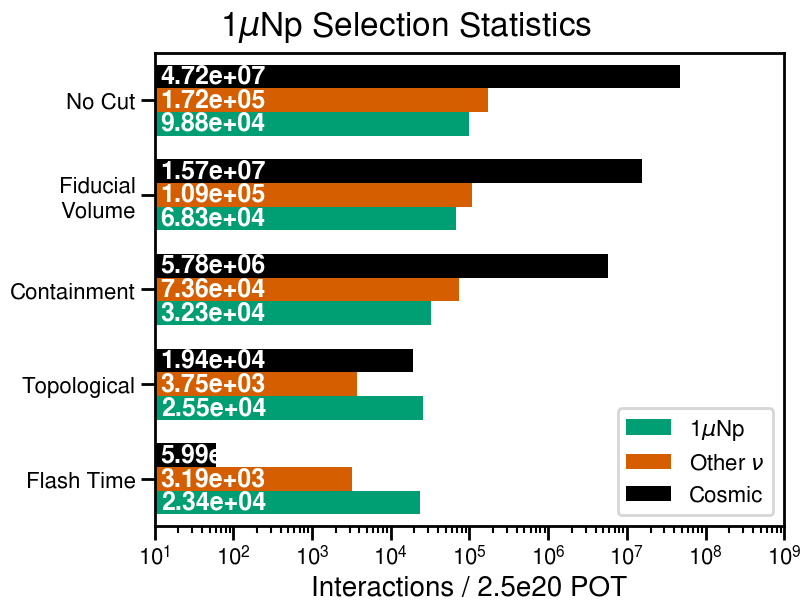 1μNp Selection Statistics
No Cut
4.72e+07
1.72e+05
9.88e+04
Fiducial
Volume
1.57e+07
1.09e+05
6.83e+04
Containment
5.78e+06
7.36e+04
3.23e+04
Topological
1.94e+04
3.75e+03
2.55e+04
Flash Time
5.99e
3.19e+03
2.34e+04
1μNp
Other ν
Cosmic
10¹ 10² 10³ 10⁴ 10⁵ 10⁶ 10⁷ 10⁸ 10⁹
Interactions / 2.5e20 POT